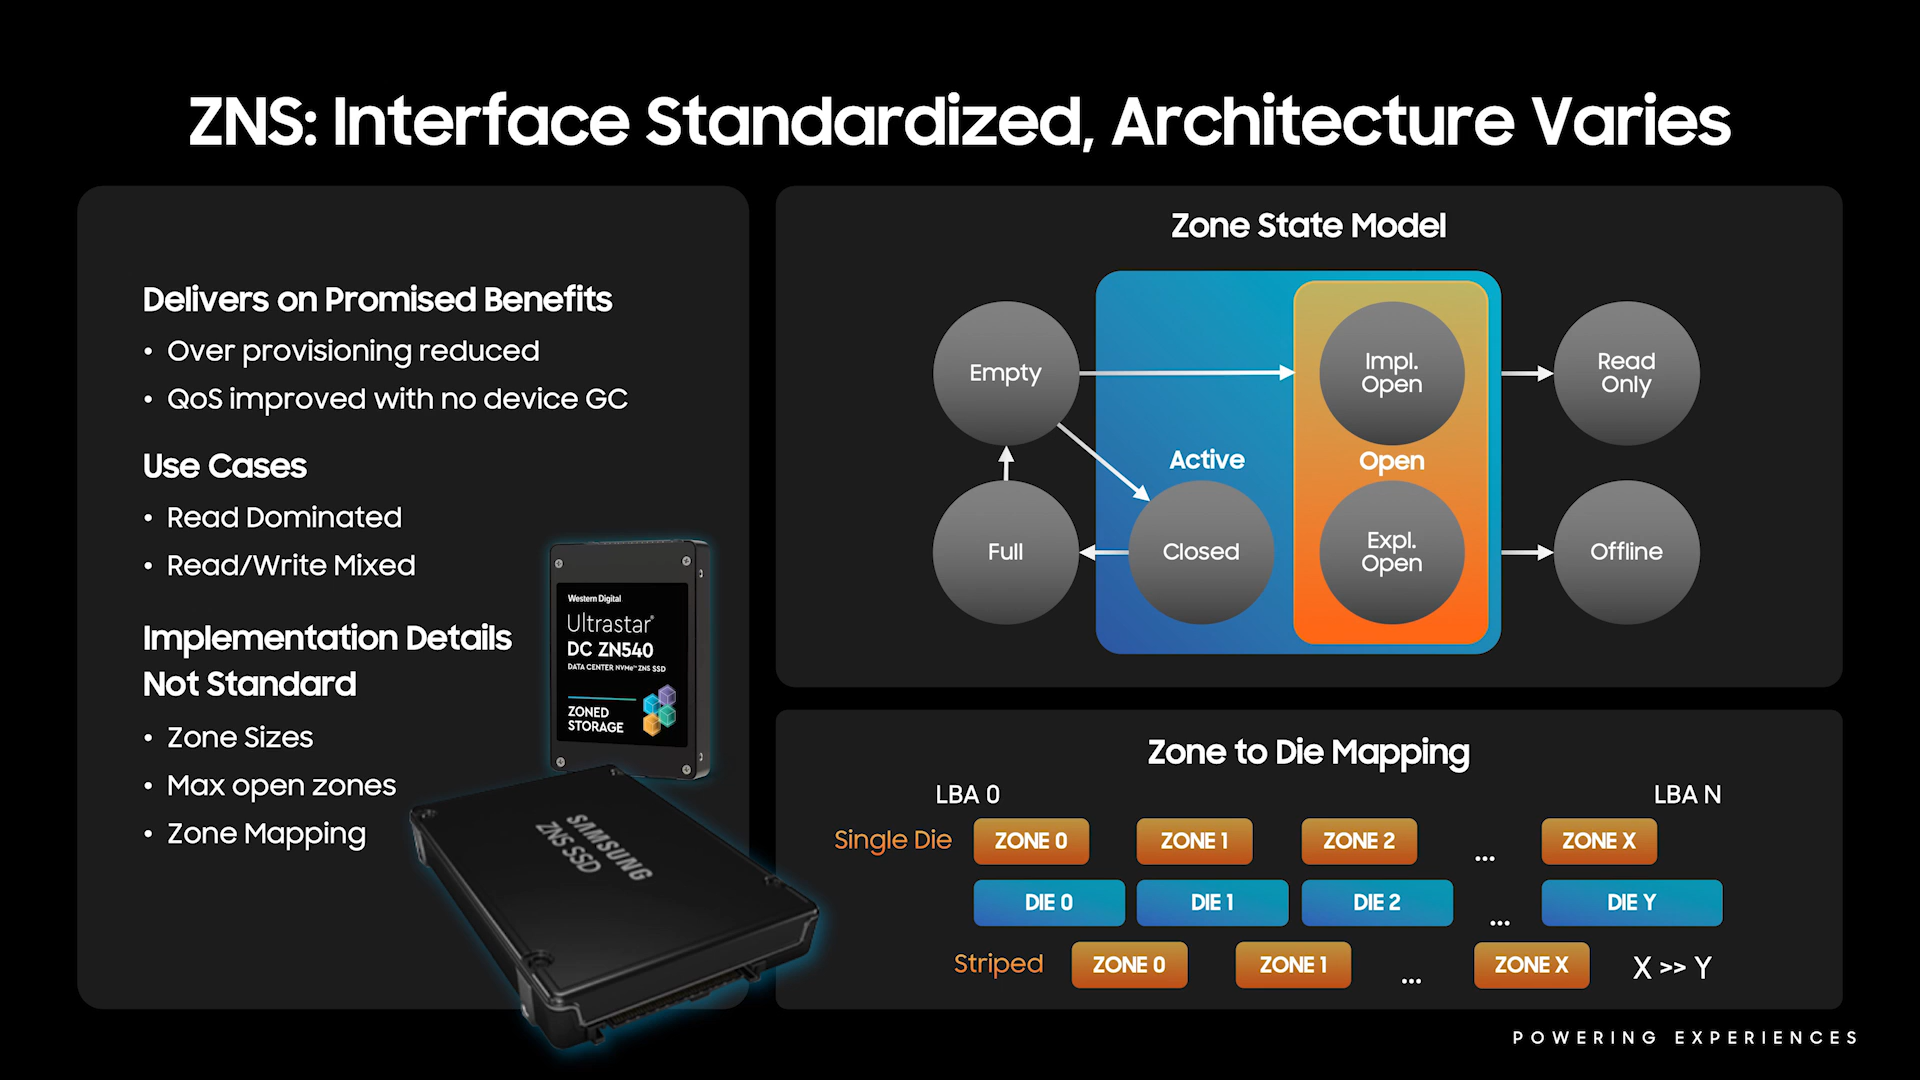 ZNS: Interface Standardized, Architecture Varies
Delivers on Promised Benefits
• Over provisioning reduced
• QoS improved with no device GC
Use Cases
• Read Dominated
• Read/Write Mixed
Implementation Details
Not Standard
• Zone Sizes
• Max open zones
• Zone Mapping
Western Digital
Ultrastar®
DC ZN540
DATA CENTER NVMe™ ZNS SSD
ZONED
STORAGE
SAMSUNG
ZNS SSD
Zone State Model
Empty
Impl.
Open
Read
Only
Active
Open
Full
Closed
Expl.
Open
Offline
Zone to Die Mapping
LBA 0
LBA N
Single Die
ZONE 0
ZONE 1
ZONE 2
...
ZONE X
DIE 0
DIE 1
DIE 2
...
DIE Y
Striped
ZONE 0
ZONE 1
...
ZONE X
X >> Y
POWERING EXPERIENCES